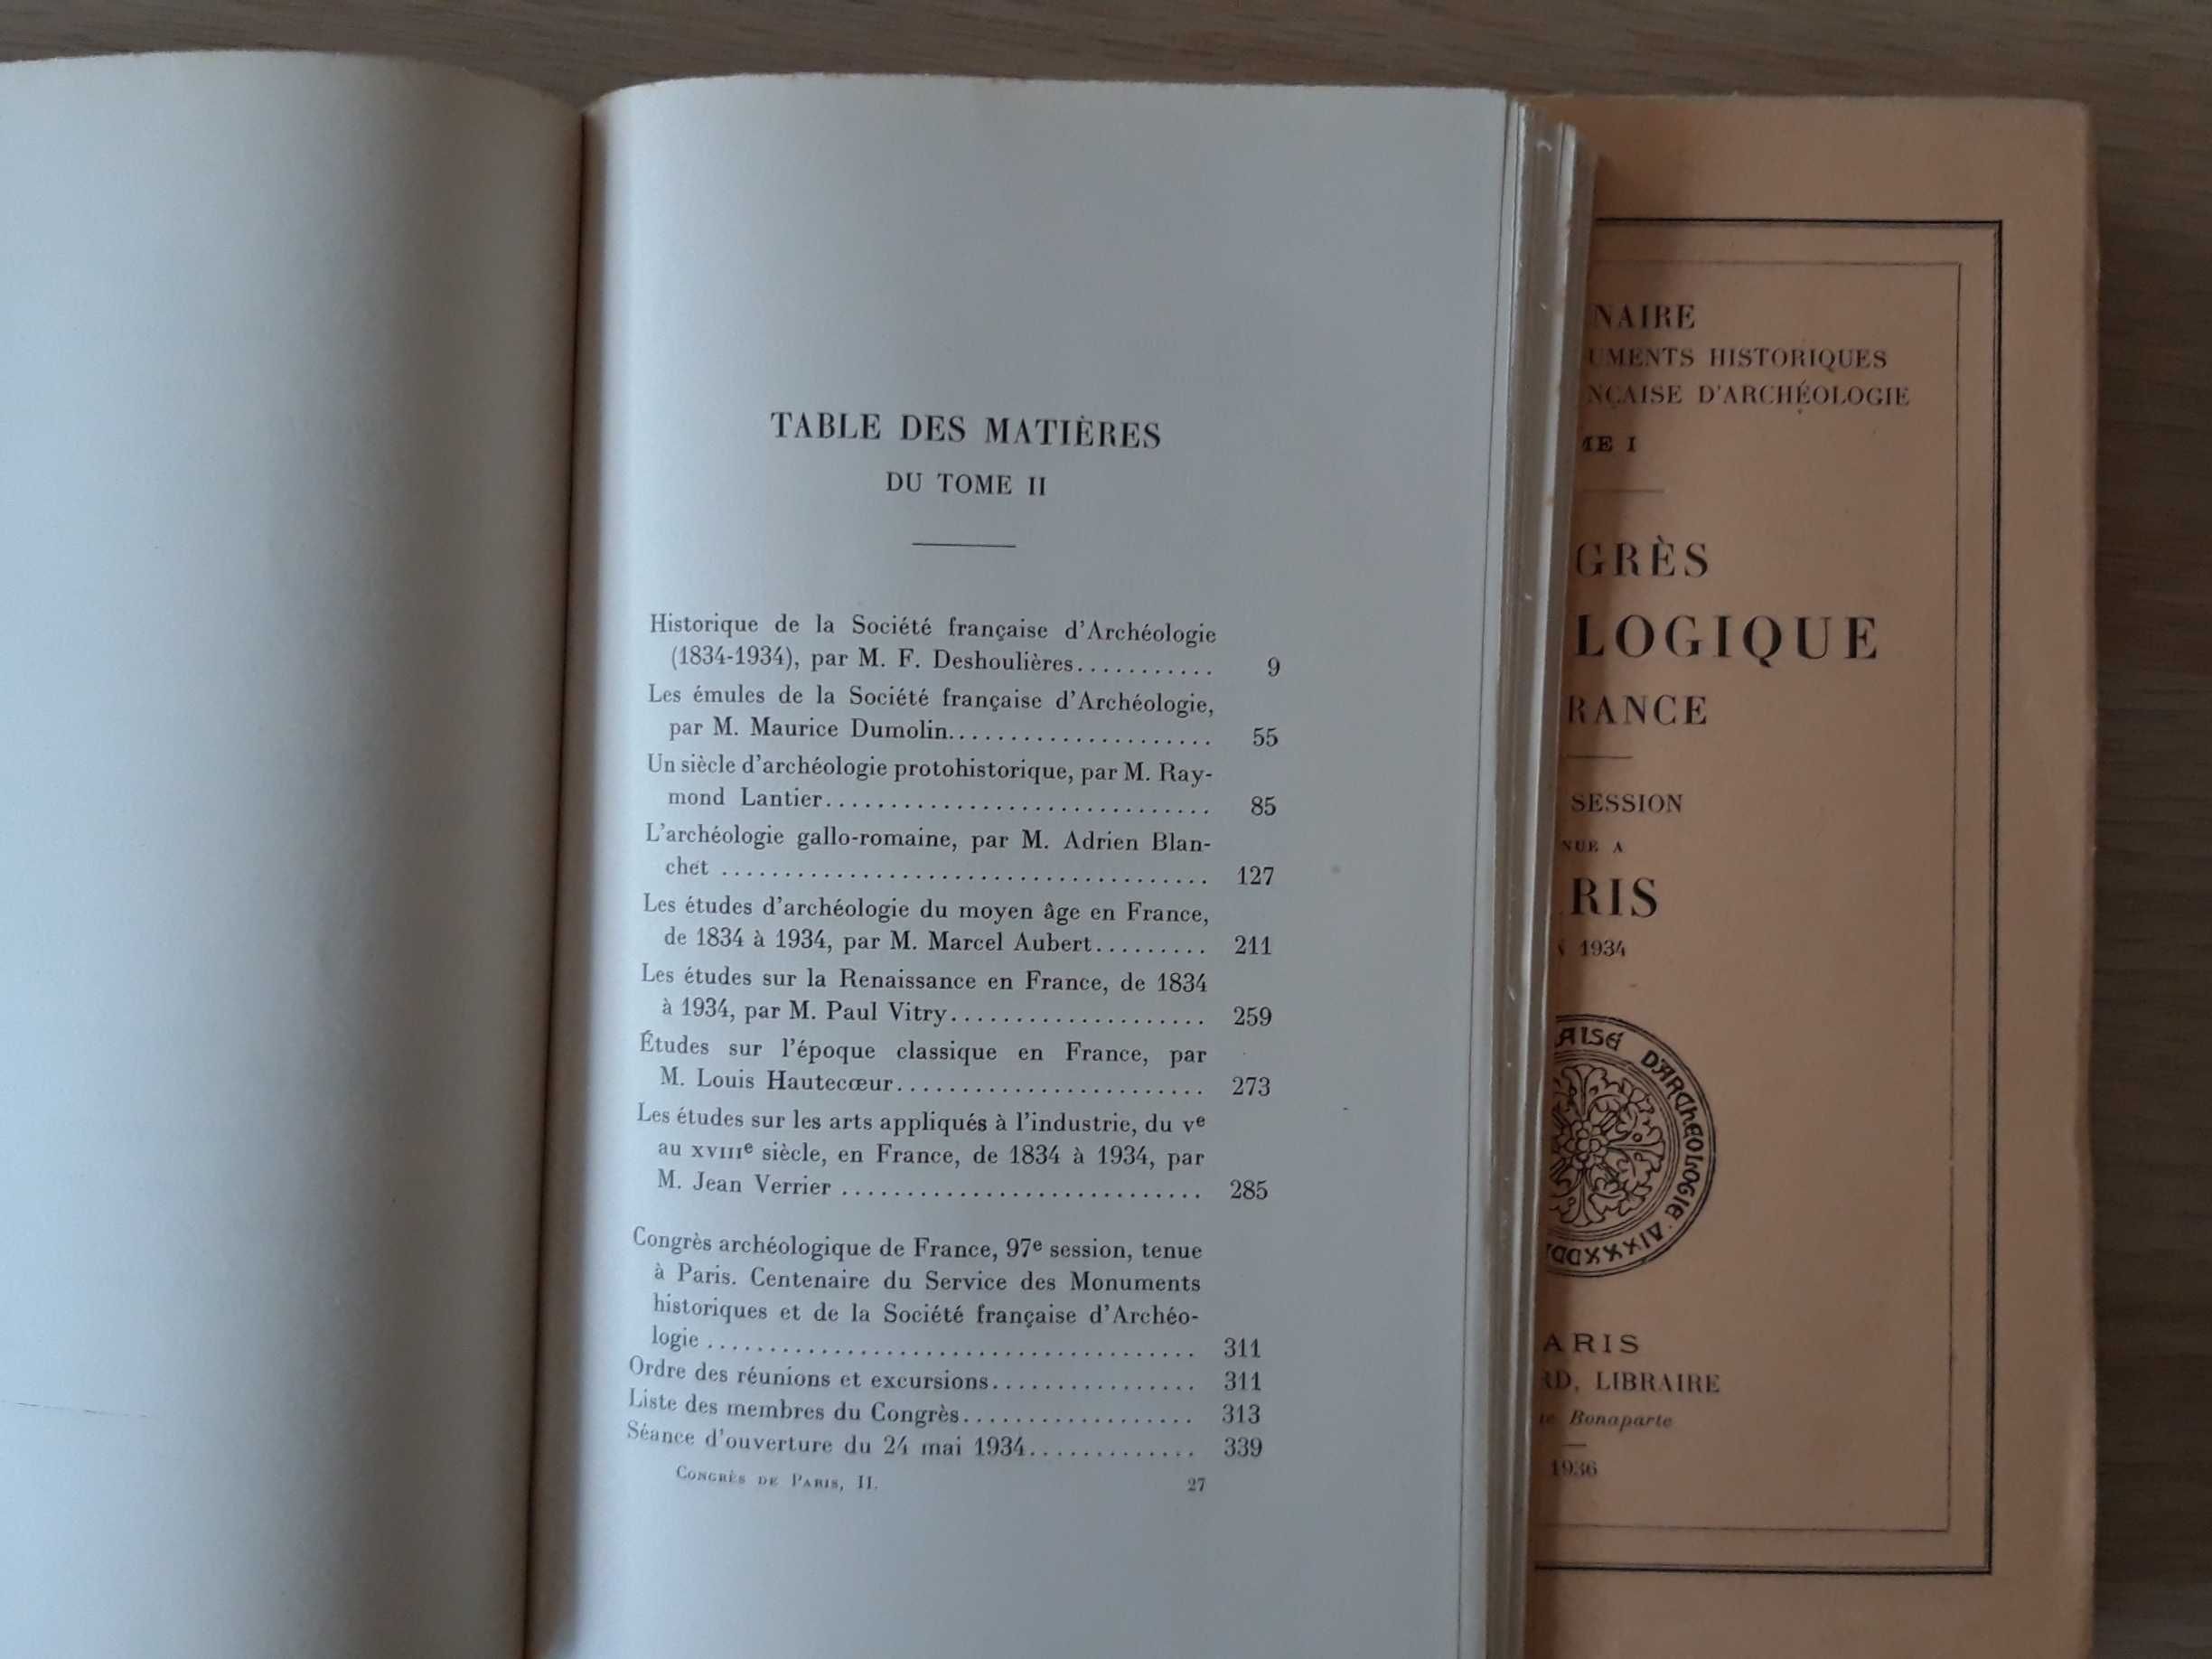 TABLE DES MATIÈRES
DU TOME II
Historique de la Société française d'Archéologie
(1834-1934), par M. F. Deshoulières........... 9
Les émules de la Société française d'Archéologie,
par M. Maurice Dumolin..................... 55
Un siècle d'archéologie protohistorique, par M. Ray-
mond Lantier............................... 85
L'archéologie gallo-romaine, par M. Adrien Blan-
chet ....................................... 127
Les études d'archéologie du moyen âge en France,
de 1834 à 1934, par M. Marcel Aubert......... 211
Les études sur la Renaissance en France, de 1834
à 1934, par M. Paul Vitry.................... 259
Études sur l'époque classique en France, par
M. Louis Hautecœur........................ 273
Les études sur les arts appliqués à l'industrie, du ve
au xviiie siècle, en France, de 1834 à 1934, par
M. Jean Verrier ............................. 285
Congrès archéologique de France, 97e session, tenue
à Paris. Centenaire du Service des Monuments
historiques et de la Société française d'Archéo-
logie ....................................... 311
Ordre des réunions et excursions................ 311
Liste des membres du Congrès................... 313
Séance d'ouverture du 24 mai 1934............. 339
Congrès de Paris, II. 27
NAIRE
UMENTS HISTORIQUES
NÇAISE D'ARCHÉOLOGIE
ME I
GRÈS
LOGIQUE
RANCE
SESSION
NUE A
RIS
1934
AISE D'ARCHEOLOGIE
ARIS
RD, LIBRAIRE
ue Bonaparte
1936